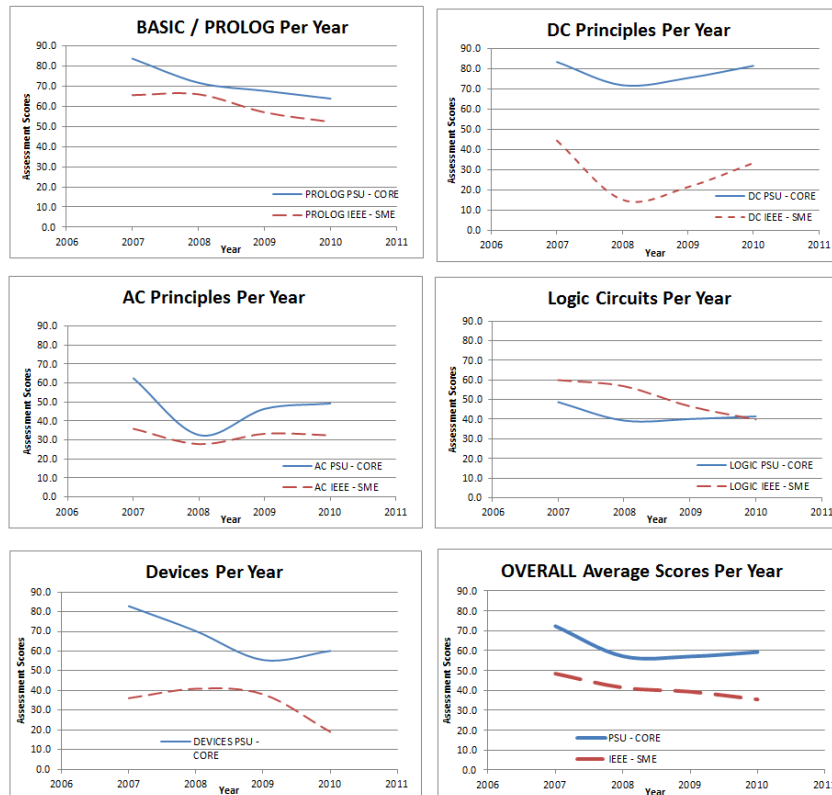 BASIC / PROLOG Per Year
90.0
80.0
70.0
60.0
50.0
40.0
30.0
20.0
10.0
0.0
Assessment Scores
PROLOG PSU - CORE
PROLOG IEEE - SME
2006 2007 2008 2009 2010 2011
Year
DC Principles Per Year
90.0
80.0
70.0
60.0
50.0
40.0
30.0
20.0
10.0
0.0
Assessment Scores
DC PSU - CORE
DC IEEE - SME
2006 2007 2008 2009 2010 2011
Year
AC Principles Per Year
90.0
80.0
70.0
60.0
50.0
40.0
30.0
20.0
10.0
0.0
Assessment Scores
AC PSU - CORE
AC IEEE - SME
2006 2007 2008 2009 2010 2011
Year
Logic Circuits Per Year
90.0
80.0
70.0
60.0
50.0
40.0
30.0
20.0
10.0
0.0
Assessment Scores
LOGIC PSU - CORE
LOGIC IEEE - SME
2006 2007 2008 2009 2010 2011
Year
Devices Per Year
90.0
80.0
70.0
60.0
50.0
40.0
30.0
20.0
10.0
0.0
Assessment Scores
DEVICES PSU -
CORE
2006 2007 2008 2009 2010 2011
Year
OVERALL Average Scores Per Year
90.0
80.0
70.0
60.0
50.0
40.0
30.0
20.0
10.0
0.0
Assessment Scores
PSU - CORE
IEEE - SME
2006 2007 2008 2009 2010 2011
Year